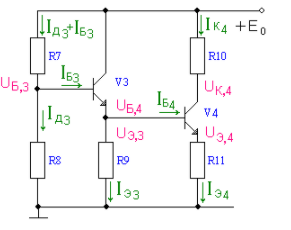 IД3+IБ3 IК4 +E0
R7 R10
UБ,3 IБ3 V3 UБ,4 IБ4 UК,4
IД3 V4
UЭ,3 UЭ,4
R8 R9 R11
IЭ3 IЭ4